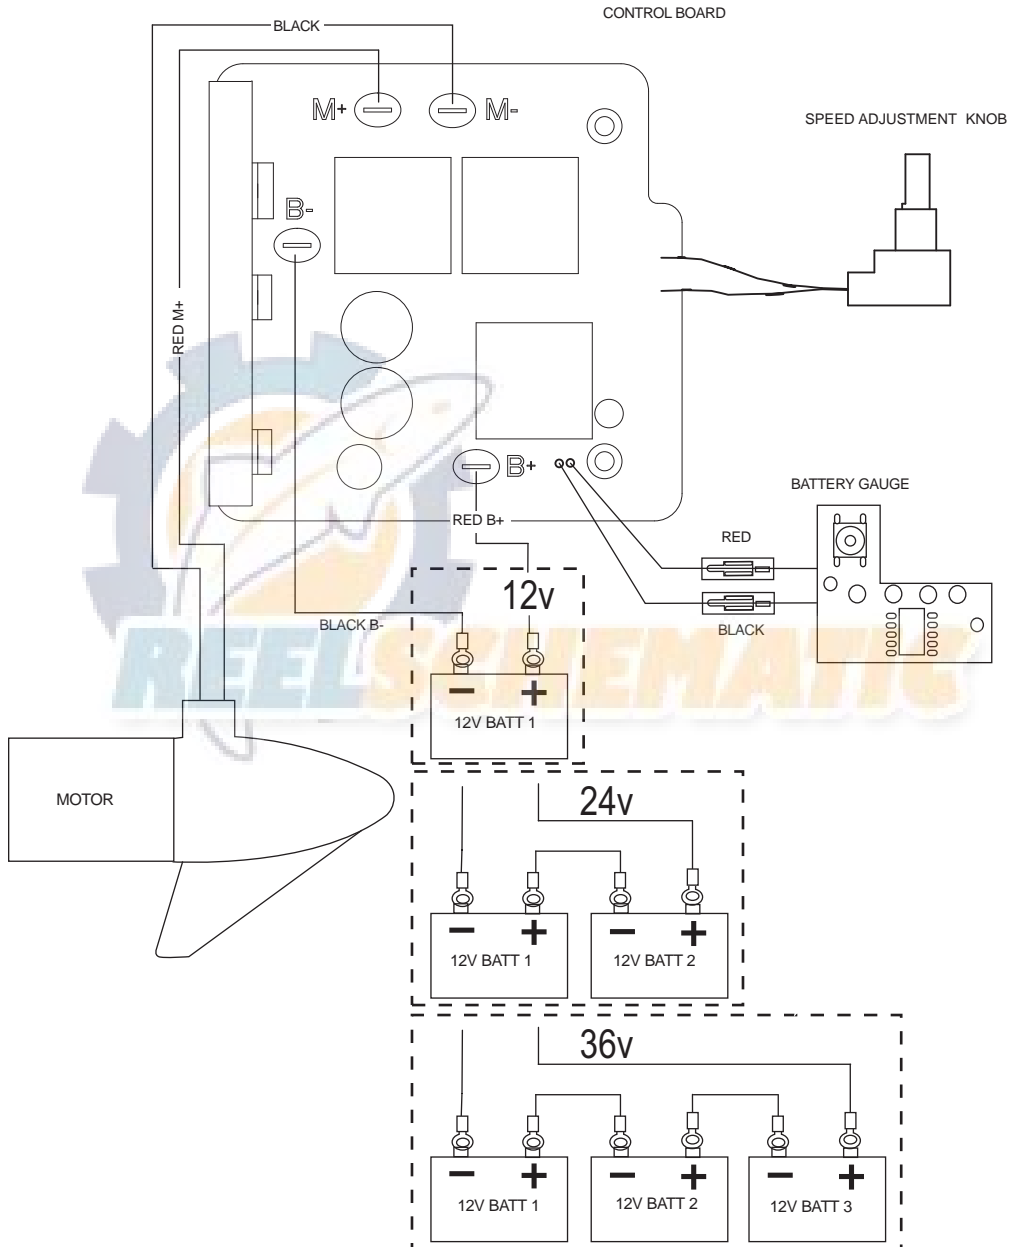 CONTROL BOARD
BLACK
M+
M-
SPEED ADJUSTMENT KNOB
B-
RED M+
B+
BATTERY GAUGE
RED B+
RED
12v
BLACK B-
BLACK
REELSCHEMATIC
- +
12V BATT 1
MOTOR
24v
- + - +
12V BATT 1
12V BATT 2
36v
- + - + - +
12V BATT 1
12V BATT 2
12V BATT 3